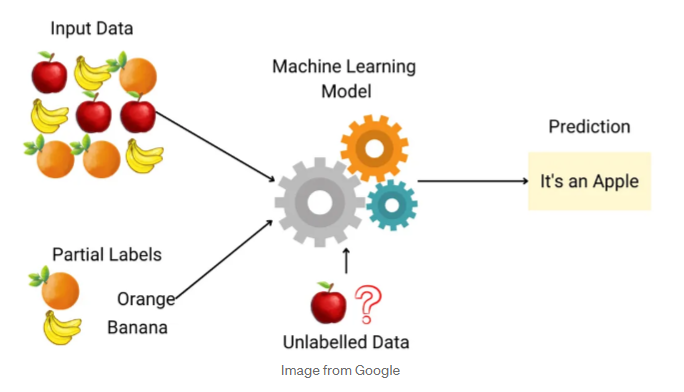 Input Data
Machine Learning
Model
Prediction
It's an Apple
Partial Labels
Orange
Banana
?
Unlabelled Data
Image from Google